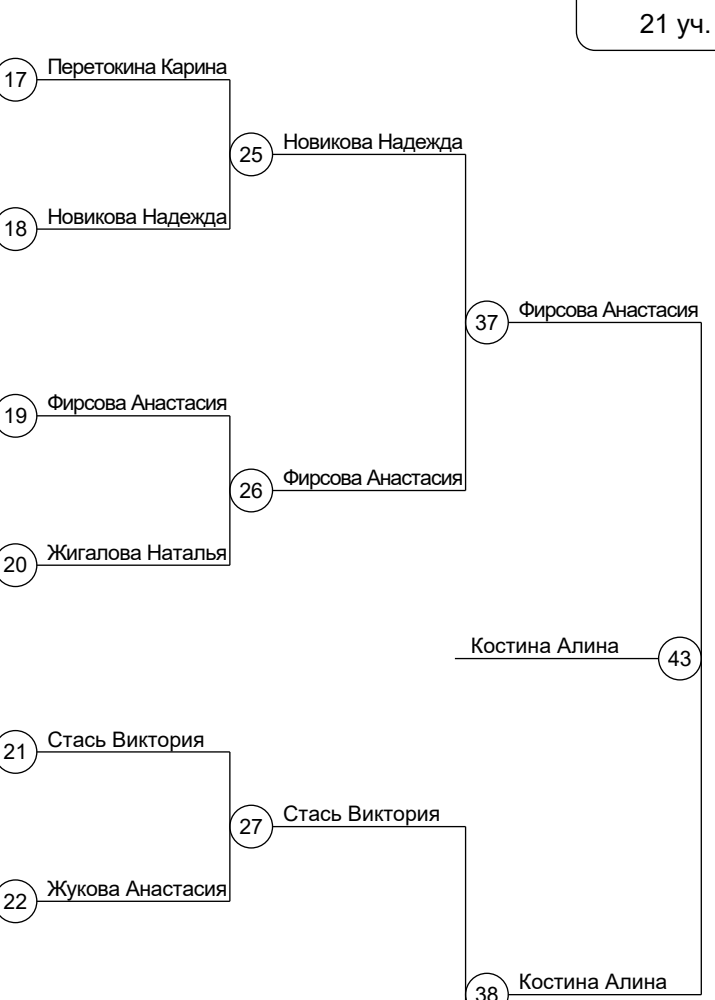 21 уч.
17 Перетокина Карина
25 Новикова Надежда
18 Новикова Надежда
37 Фирсова Анастасия
19 Фирсова Анастасия
26 Фирсова Анастасия
20 Жигалова Наталья
Костина Алина 43
21 Стась Виктория
27 Стась Виктория
22 Жукова Анастасия
38 Костина Алина